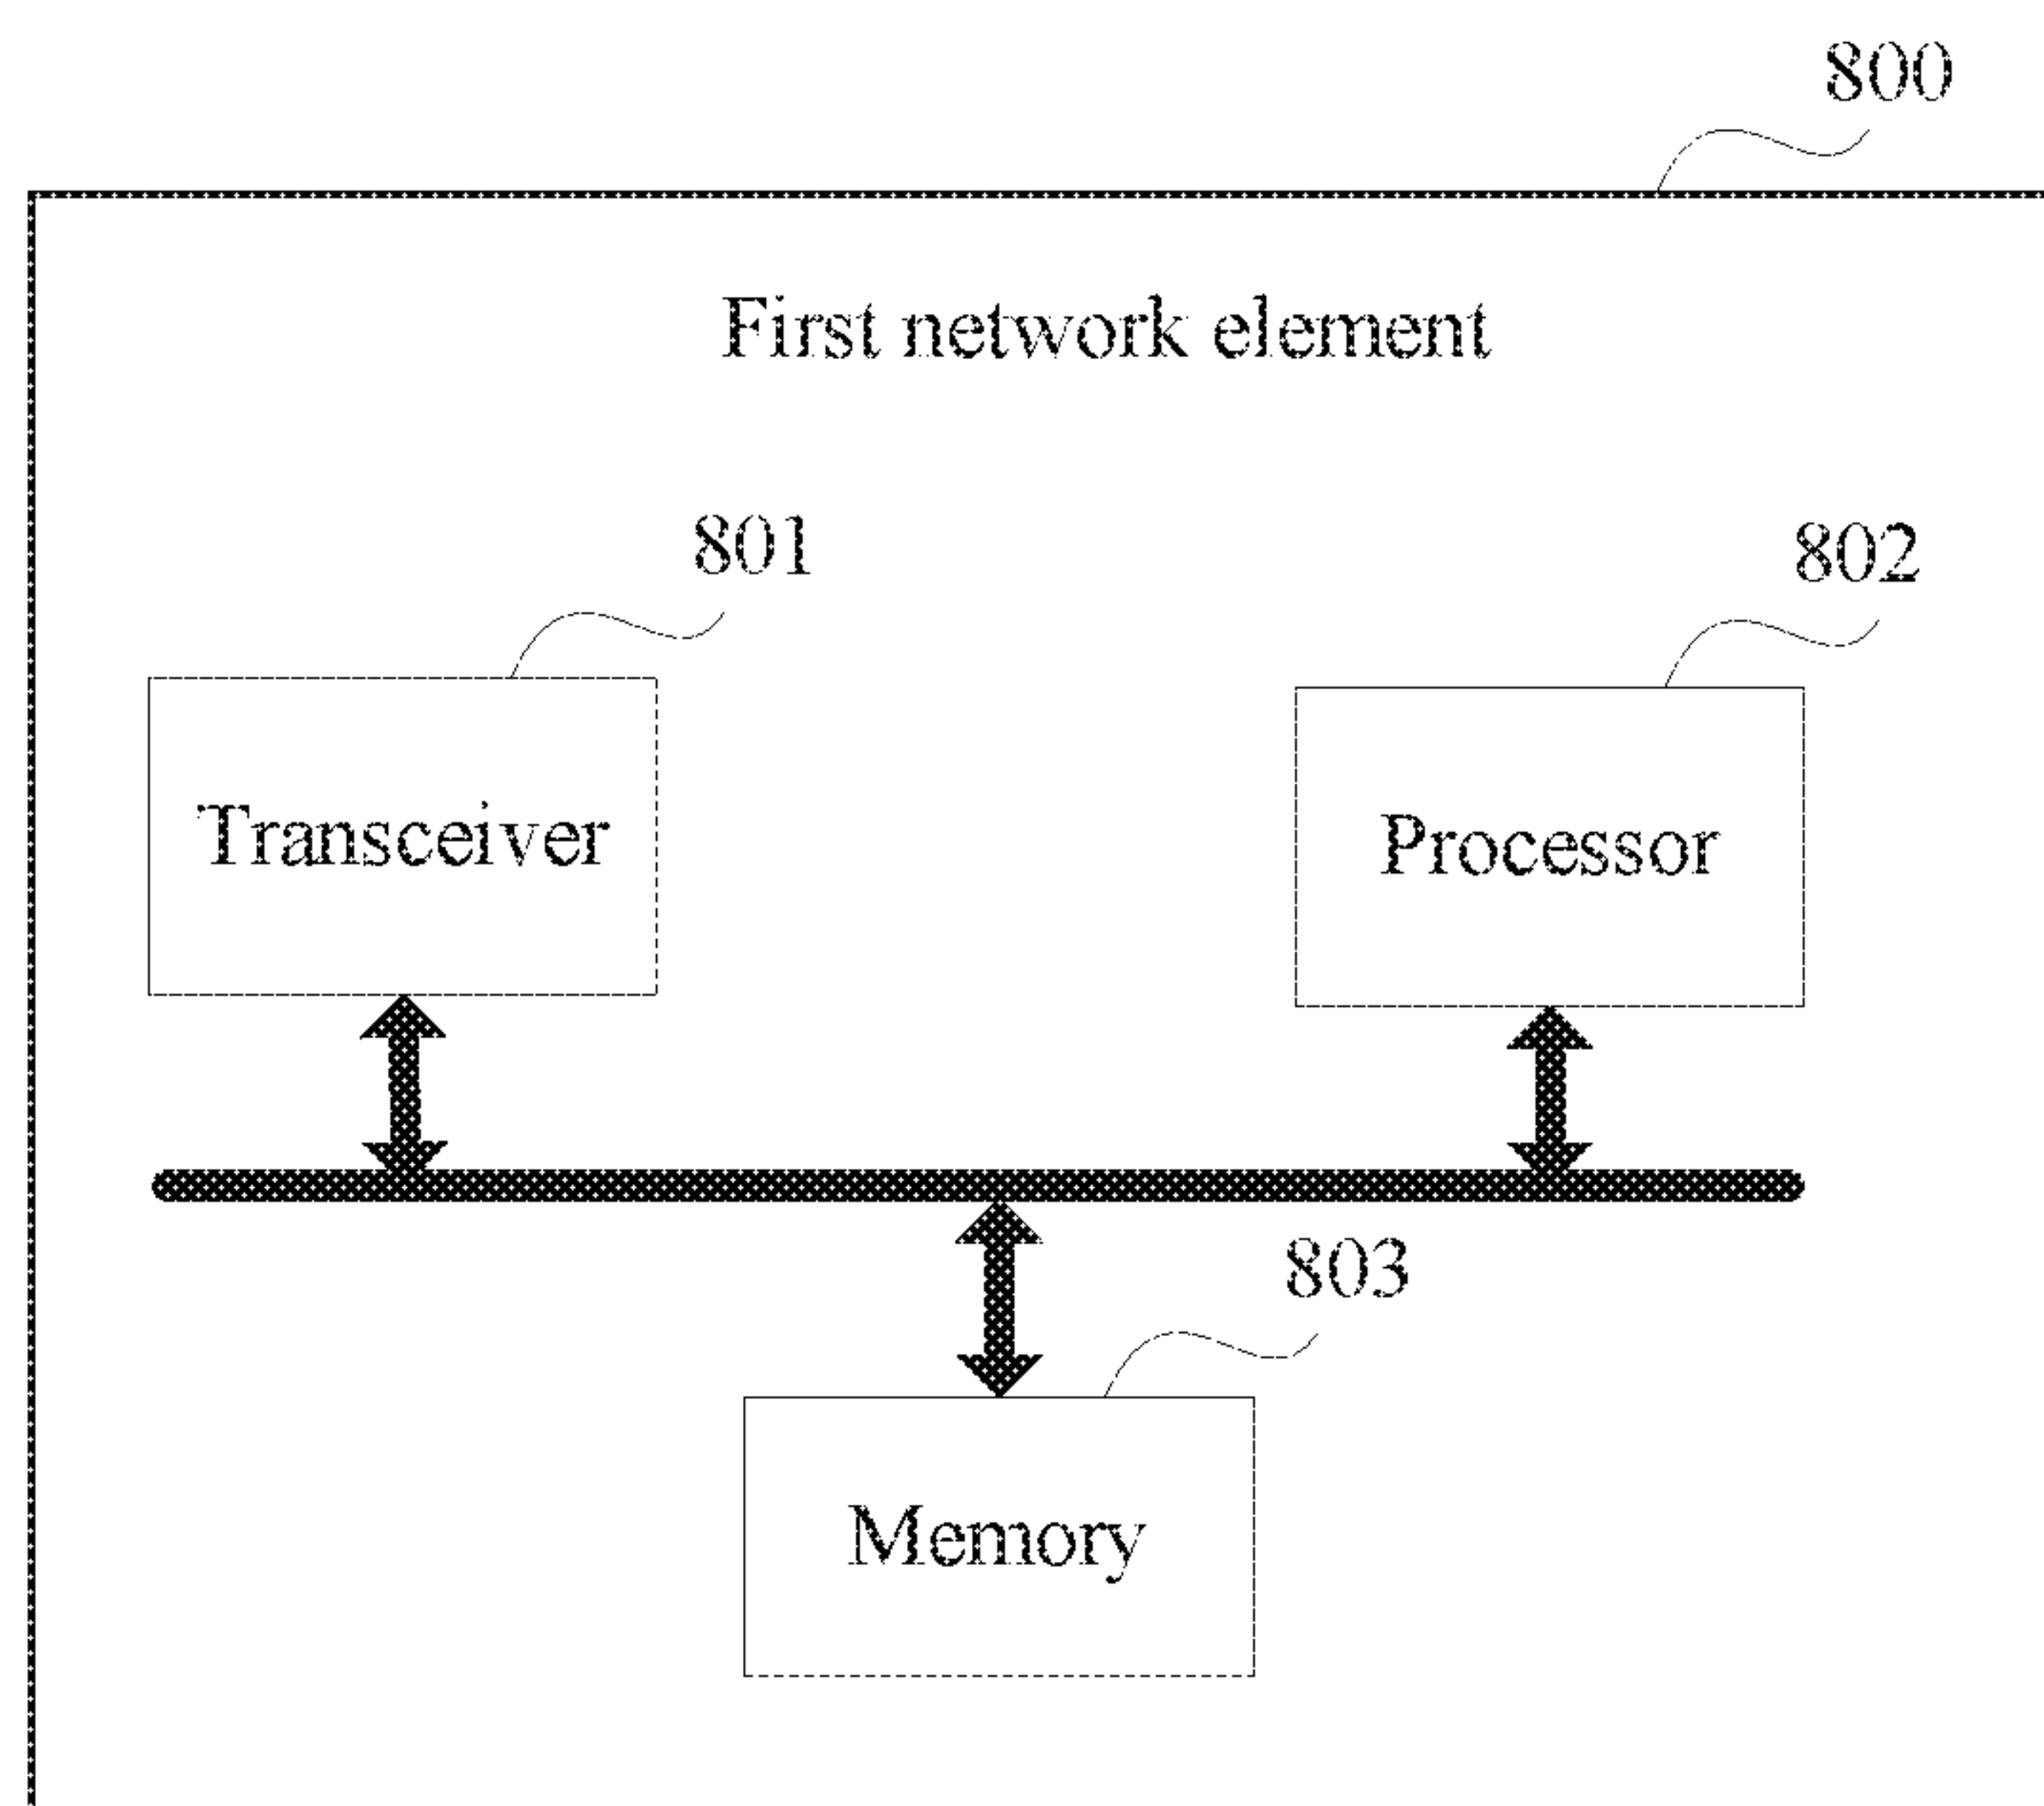 800
First network element
801
802
Transceiver
Processor
803
Memory